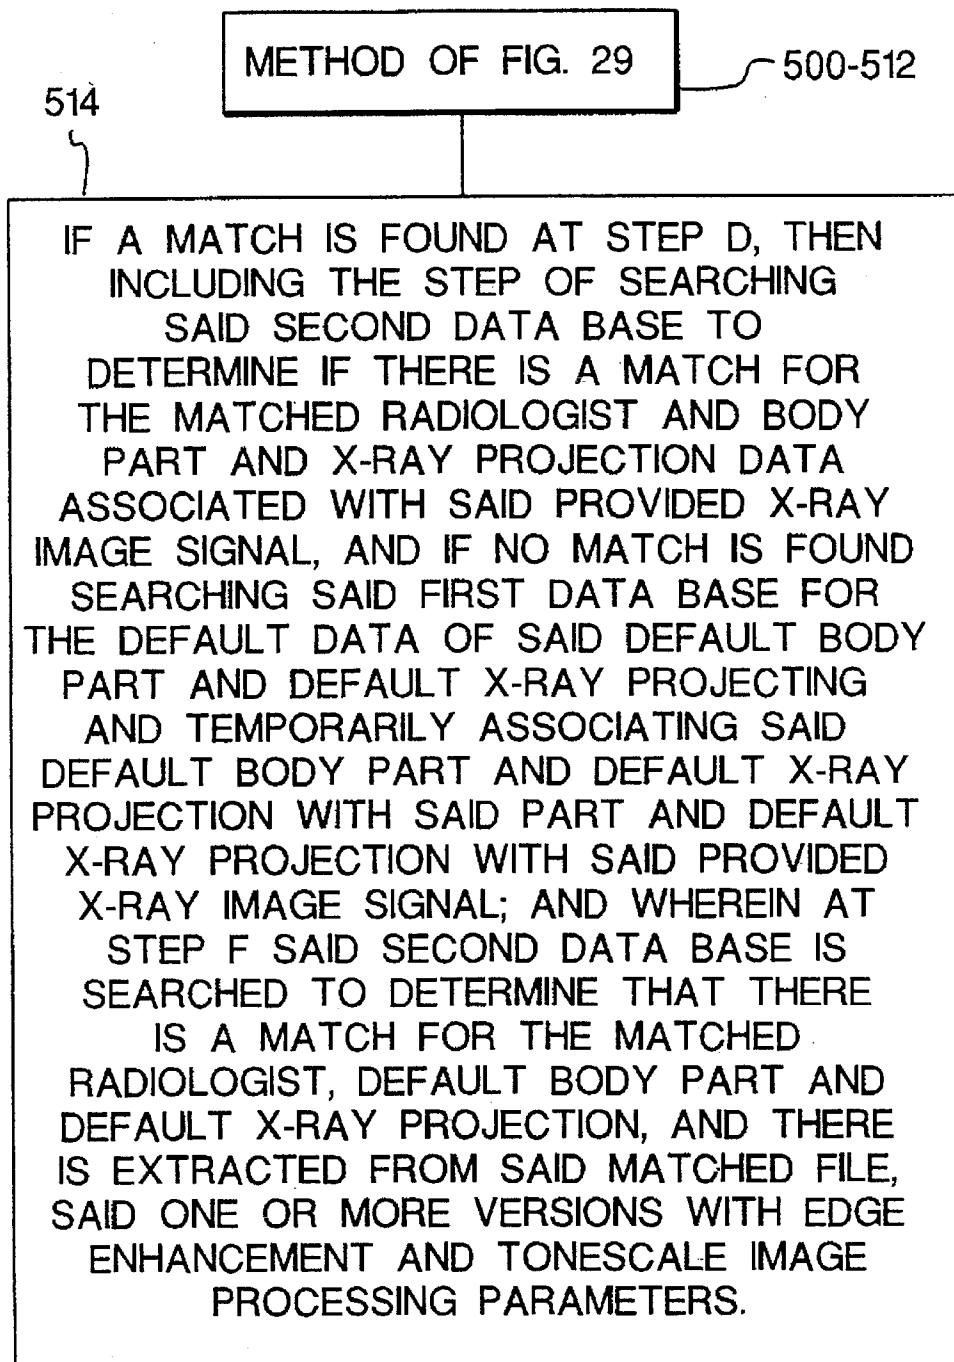 METHOD OF FIG. 29
500-512
514
IF A MATCH IS FOUND AT STEP D, THEN
INCLUDING THE STEP OF SEARCHING
SAID SECOND DATA BASE TO
DETERMINE IF THERE IS A MATCH FOR
THE MATCHED RADIOLOGIST AND BODY
PART AND X-RAY PROJECTION DATA
ASSOCIATED WITH SAID PROVIDED X-RAY
IMAGE SIGNAL, AND IF NO MATCH IS FOUND
SEARCHING SAID FIRST DATA BASE FOR
THE DEFAULT DATA OF SAID DEFAULT BODY
PART AND DEFAULT X-RAY PROJECTING
AND TEMPORARILY ASSOCIATING SAID
DEFAULT BODY PART AND DEFAULT X-RAY
PROJECTION WITH SAID PART AND DEFAULT
X-RAY PROJECTION WITH SAID PROVIDED
X-RAY IMAGE SIGNAL; AND WHEREIN AT
STEP F SAID SECOND DATA BASE IS
SEARCHED TO DETERMINE THAT THERE
IS A MATCH FOR THE MATCHED
RADIOLOGIST, DEFAULT BODY PART AND
DEFAULT X-RAY PROJECTION, AND THERE
IS EXTRACTED FROM SAID MATCHED FILE,
SAID ONE OR MORE VERSIONS WITH EDGE
ENHANCEMENT AND TONESCALE IMAGE
PROCESSING PARAMETERS.